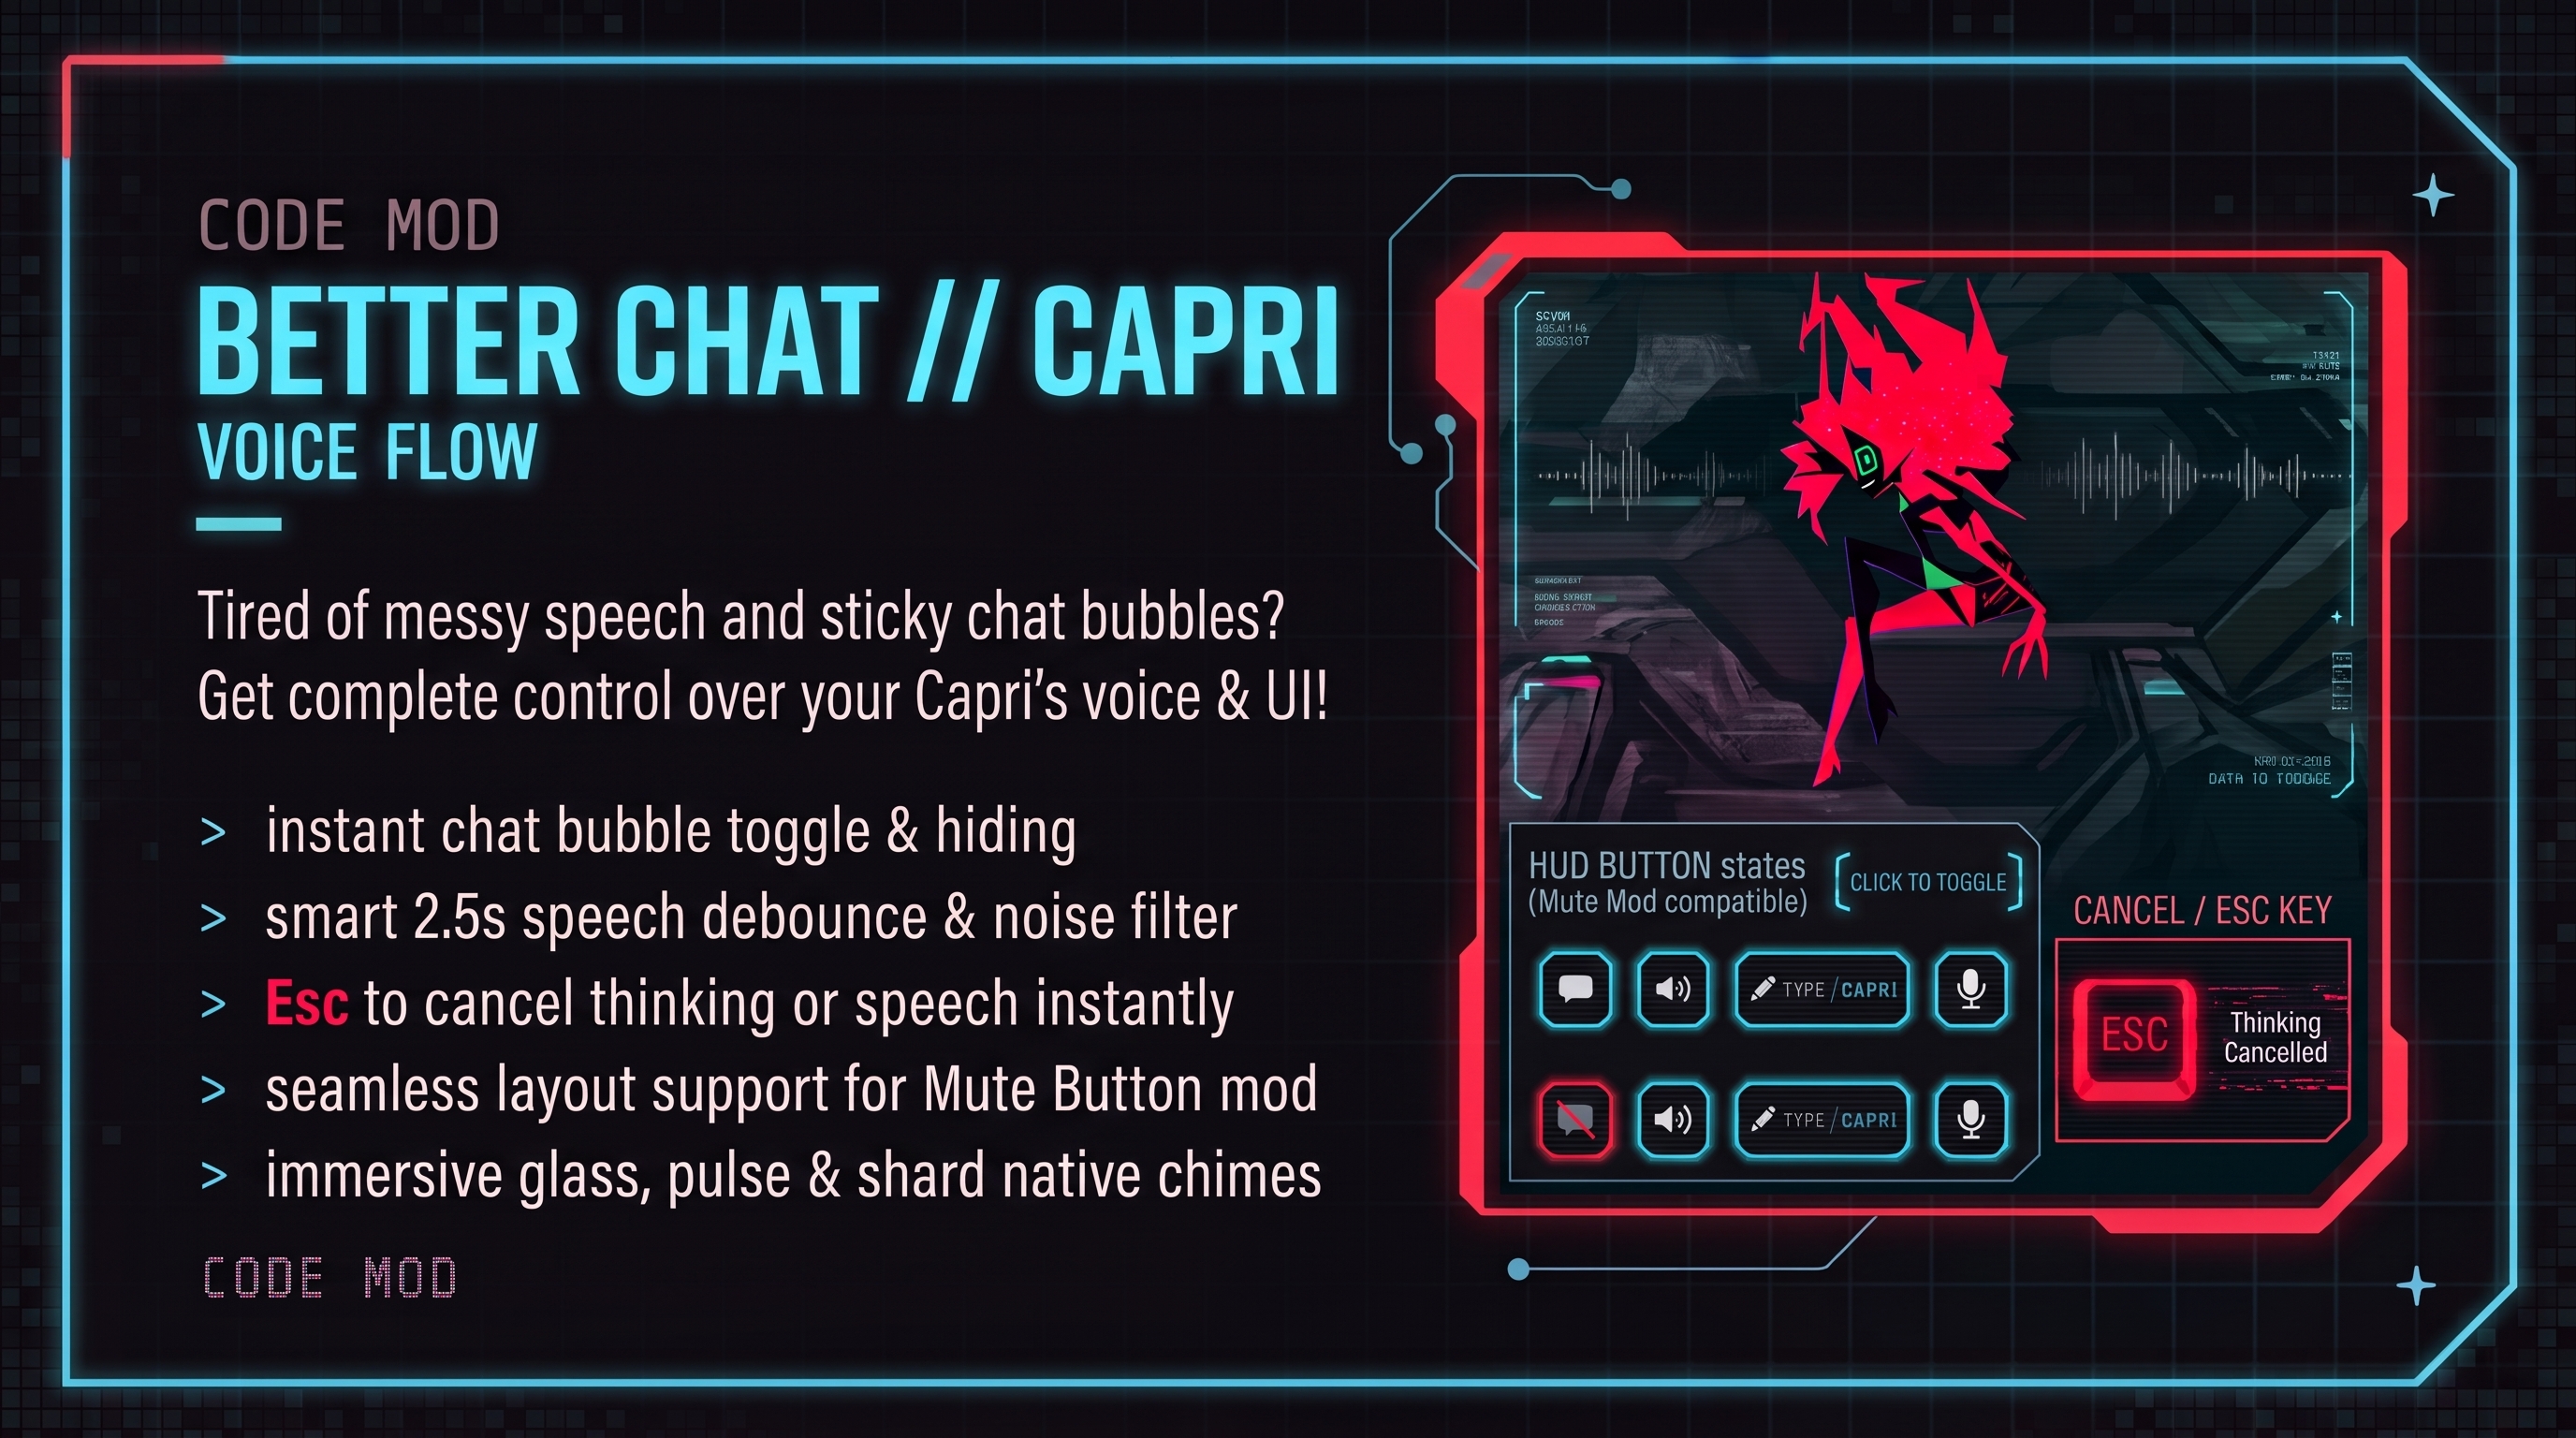 CODE MOD
BETTER CHAT // CAPRI
VOICE FLOW
Tired of messy speech and sticky chat bubbles?
Get complete control over your Capri's voice & UI!
> instant chat bubble toggle & hiding
> smart 2.5s speech debounce & noise filter
> Esc to cancel thinking or speech instantly
> seamless layout support for Mute Button mod
> immersive glass, pulse & shard native chimes
CODE MOD
HUD BUTTON states
(Mute Mod compatible)
CLICK TO TOGGLE
TYPE / CAPRI
TYPE / CAPRI
CANCEL / ESC KEY
ESC
Thinking
Cancelled